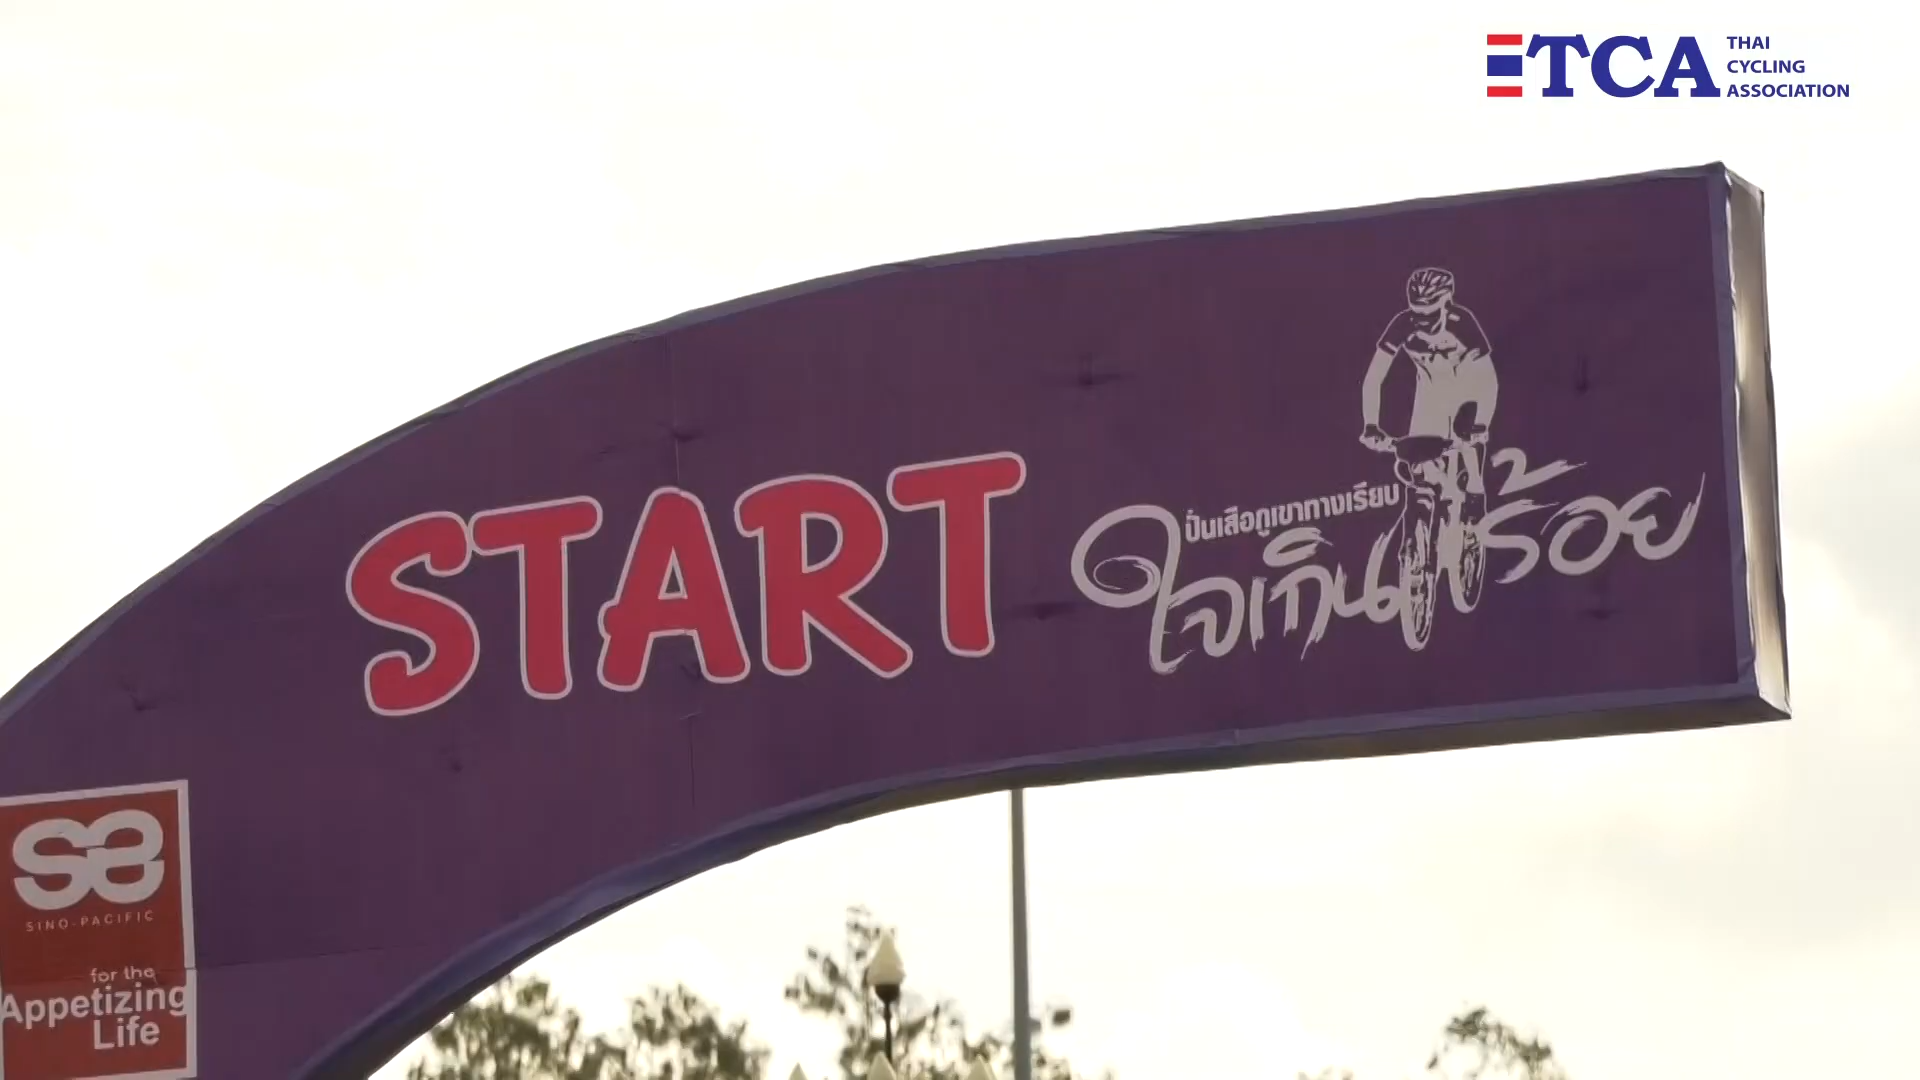 TCA THAI
CYCLING
ASSOCIATION
START
ปั่นเสือภูเขาทางเรียบ
ใจเกินร้อย
2
SINO-PACIFIC
for the
Appetizing
Life